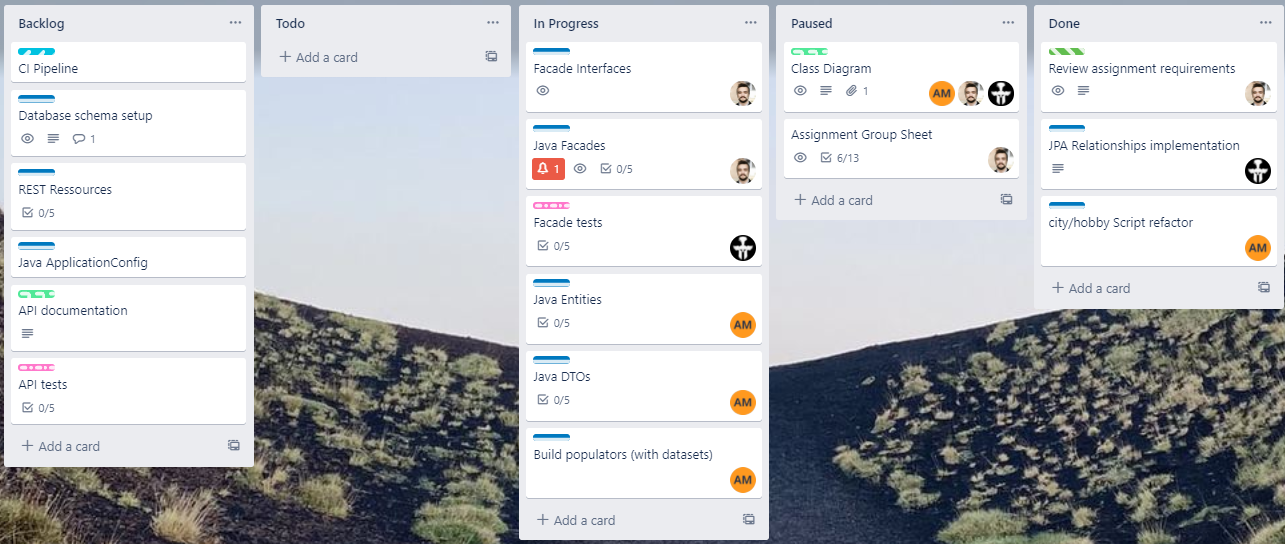 Backlog
CI Pipeline
Database schema setup
1
REST Ressources
0/5
Java ApplicationConfig
API documentation
API tests
0/5
+ Add a card
Todo
+ Add a card
In Progress
Facade Interfaces
Java Facades
1
0/5
Facade tests
0/5
Java Entities
0/5
AM
Java DTOs
0/5
AM
Build populators (with datasets)
AM
+ Add a card
Paused
Class Diagram
1
AM
Assignment Group Sheet
6/13
+ Add a card
Done
Review assignment requirements
JPA Relationships implementation
city/hobby Script refactor
AM
+ Add a card